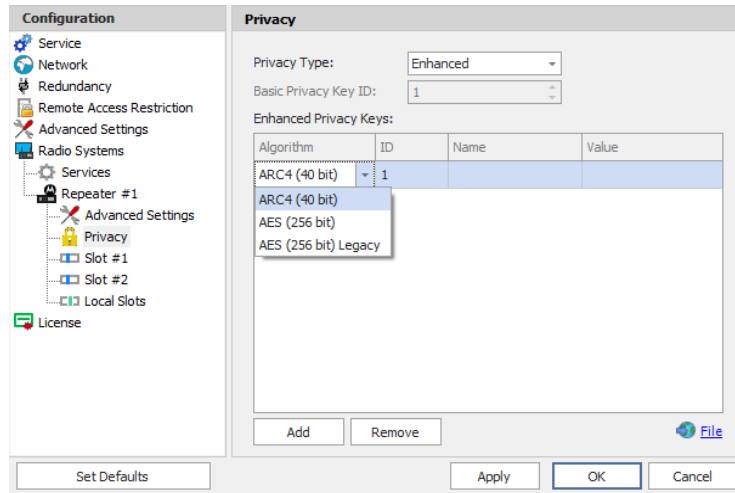 Configuration
Service
Network
Redundancy
Remote Access Restriction
Advanced Settings
Radio Systems
Services
Repeater #1
Advanced Settings
Privacy
Slot #1
Slot #2
Local Slots
License
Set Defaults
Privacy
Privacy Type: Enhanced
Basic Privacy Key ID: 1
Enhanced Privacy Keys:
Algorithm ID Name Value
ARC4 (40 bit) 1
ARC4 (40 bit)
AES (256 bit)
AES (256 bit) Legacy
Add Remove File
Apply OK Cancel